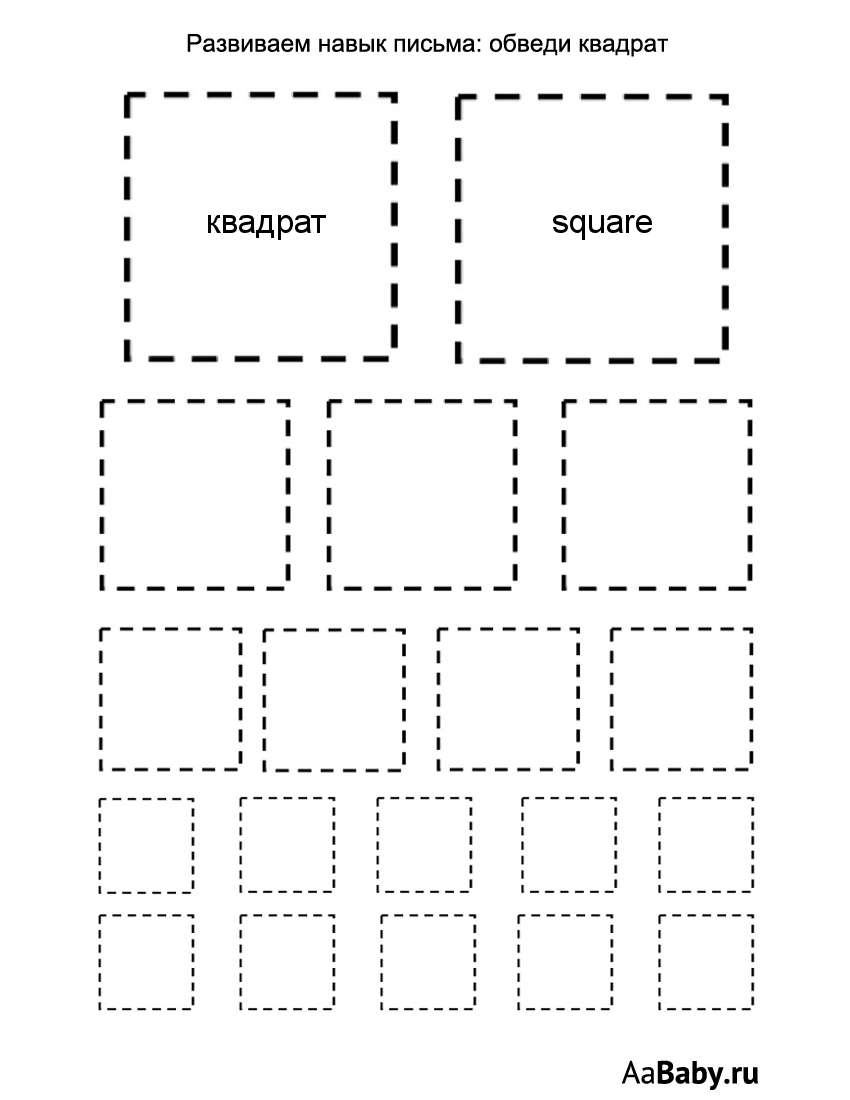 Развиваем навык письма: обведи квадрат
квадрат
square
AaBaby.ru